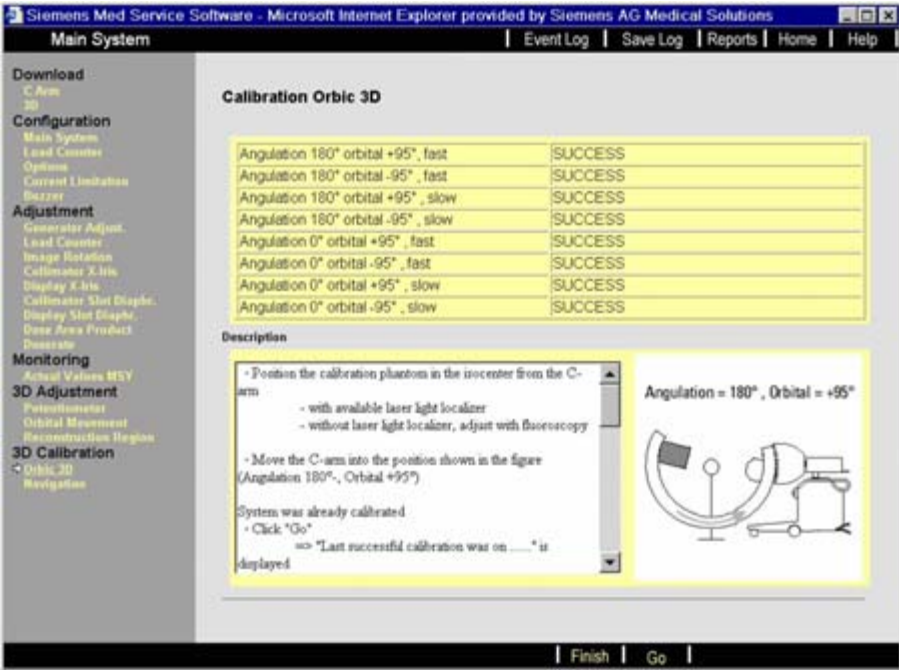 Siemens Med Service Software - Microsoft Internet Explorer provided by Siemens AG Medical Solutions
Main System
Event Log
Save Log
Reports
Home
Help
Download
C Arm
3D
Configuration
Main System
Load Counter
Options
Current Limitation
Buzzer
Adjustment
Generator Adjust.
Load Counter
Image Rotation
Collimator X-Iris
Display X-Iris
Collimator Slot Diaphr.
Display Slot Diaphr.
Dose Area Product
Doserate
Monitoring
Actual Values MSY
3D Adjustment
Potentiometer
Orbital Movement
Reconstruction Region
3D Calibration
Orbic 3D
Navigation
Calibration Orbic 3D
Angulation 180° orbital +95°, fast SUCCESS
Angulation 180° orbital -95°, fast SUCCESS
Angulation 180° orbital +95° , slow SUCCESS
Angulation 180° orbital -95°, slow SUCCESS
Angulation 0° orbital +95° , fast SUCCESS
Angulation 0° orbital -95° , fast SUCCESS
Angulation 0° orbital +95° , slow SUCCESS
Angulation 0° orbital -95° , slow SUCCESS
Description
- Position the calibration phantom in the isocenter from the C-
arm
- with available laser light localizer
- without laser light localizer, adjust with fluoroscopy
- Move the C-arm into the position shown in the figure
(Angulation 180°-, Orbital +95°)
System was already calibrated
- Click "Go"
=> "Last successful calibration was on ......" is
displayed
Angulation = 180° , Orbital = +95°
Finish
Go